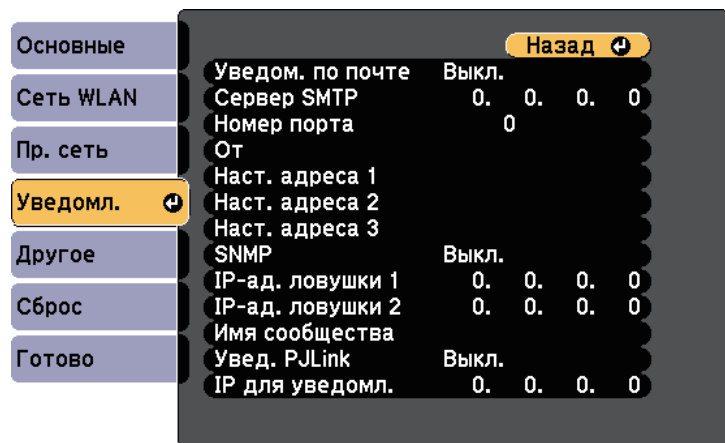 Основные
Сеть WLAN
Пр. сеть
Уведомл.
Другое
Сброс
Готово
Назад
Уведом. по почте Выкл.
Сервер SMTP 0. 0. 0. 0
Номер порта 0
От
Наст. адреса 1
Наст. адреса 2
Наст. адреса 3
SNMP Выкл.
IP-ад. ловушки 1 0. 0. 0. 0
IP-ад. ловушки 2 0. 0. 0. 0
Имя сообщества
Увед. PJLink Выкл.
IP для уведомл. 0. 0. 0. 0